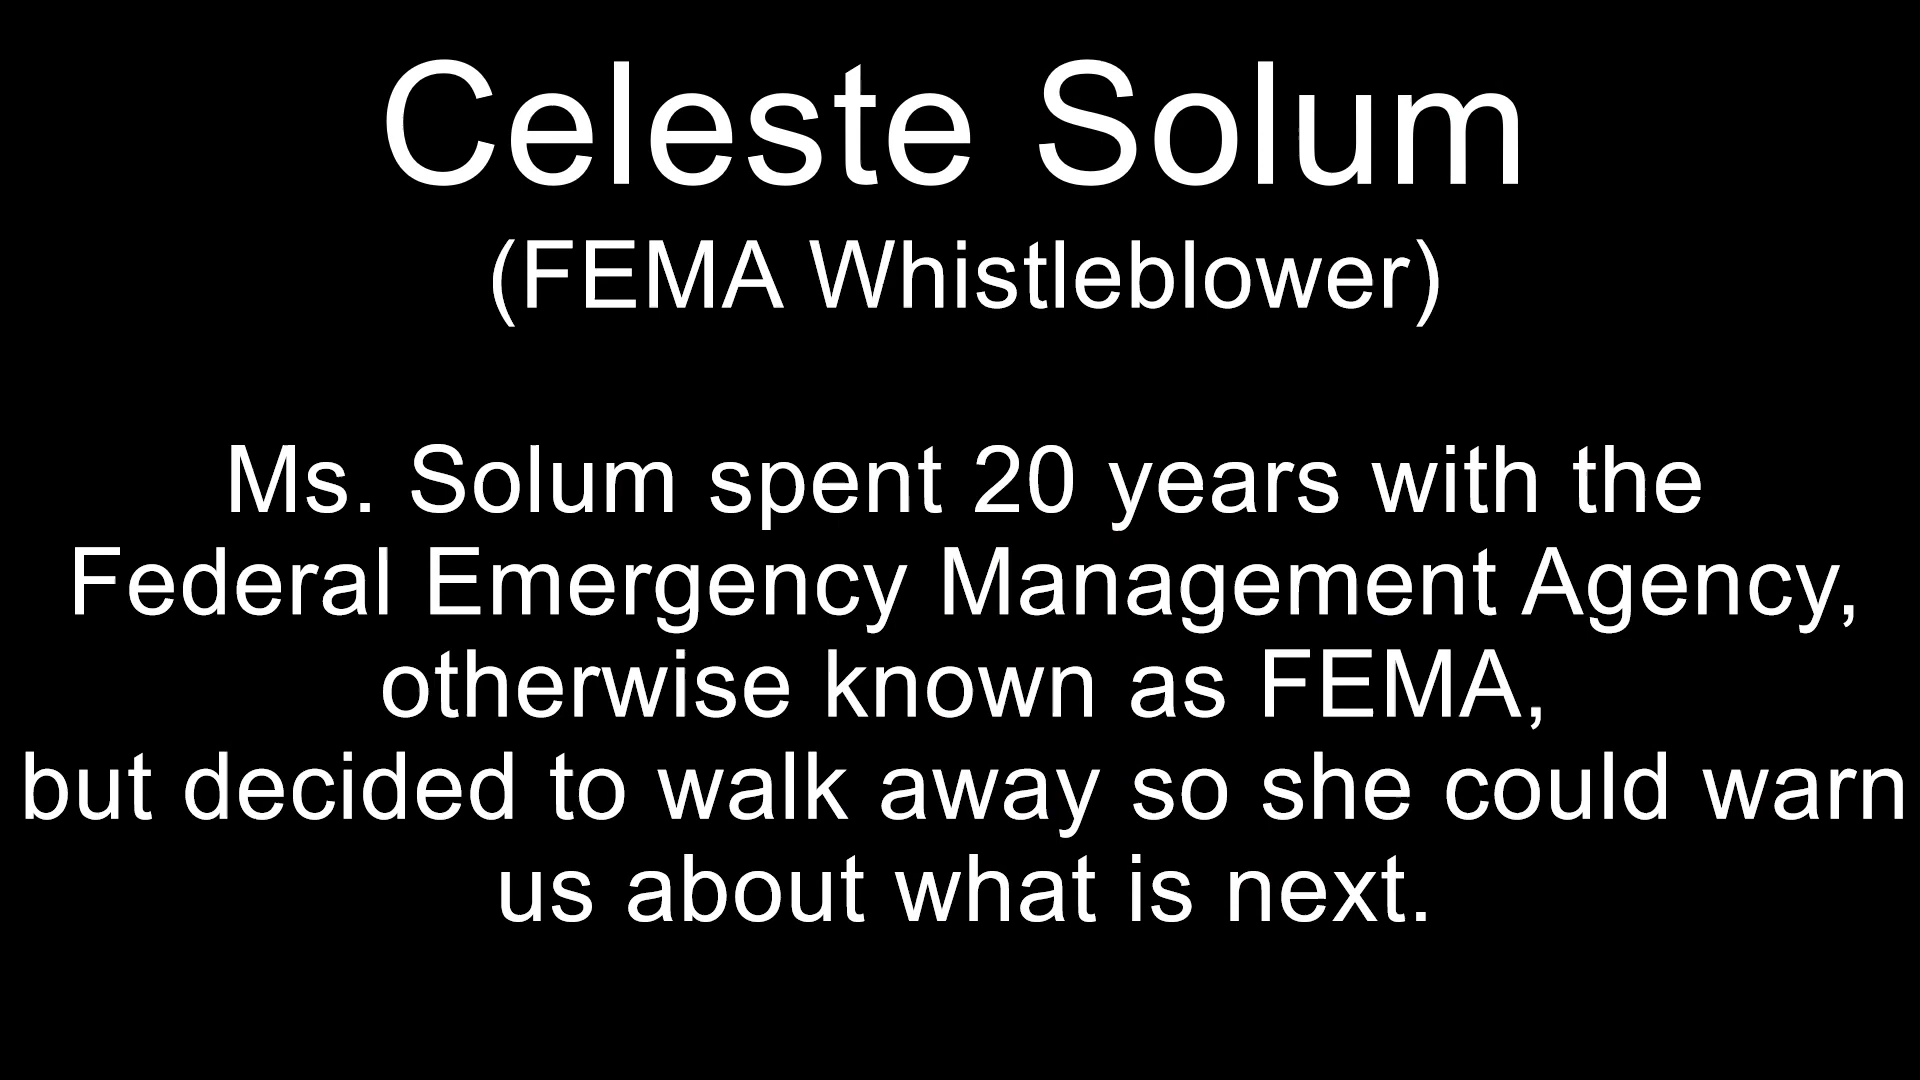 Celeste Solum
(FEMA Whistleblower)
Ms. Solum spent 20 years with the
Federal Emergency Management Agency,
otherwise known as FEMA,
but decided to walk away so she could warn
us about what is next.